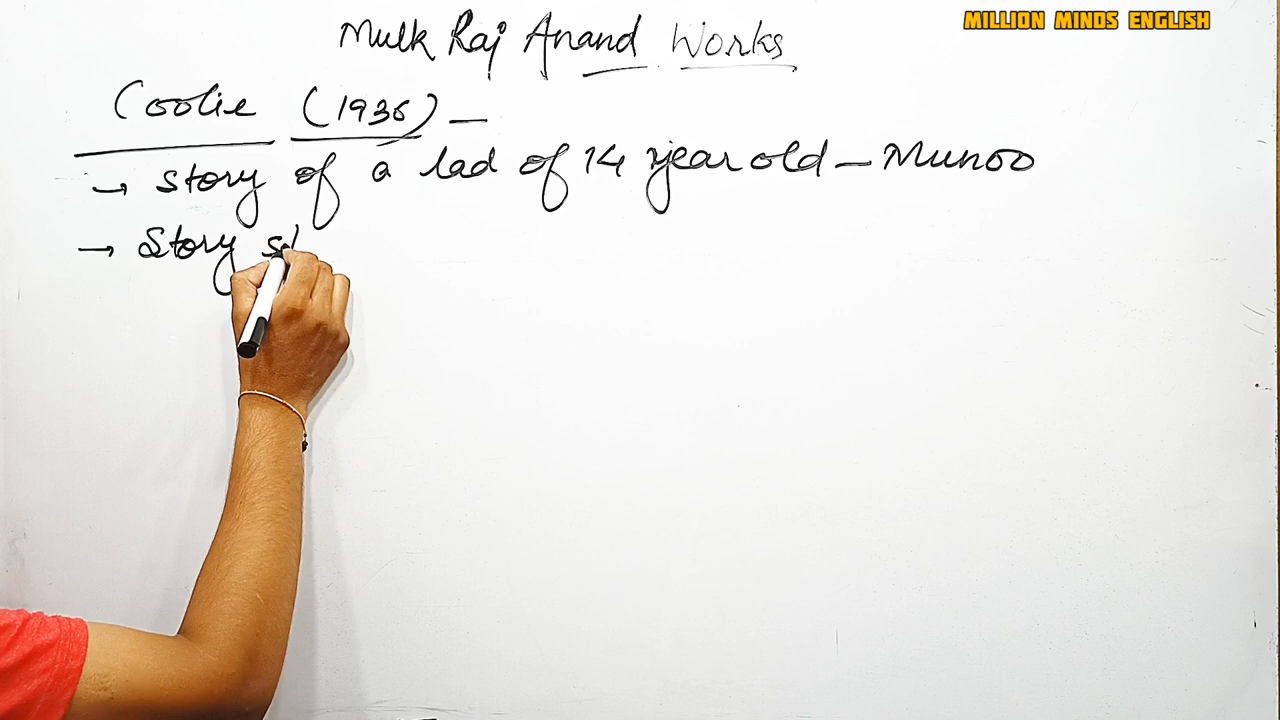 MILLION MINDS ENGLISH
Mulk Raj Anand Works
Coolie (1936) —
→ story of a lad of 14 year old – Munoo
→ Story